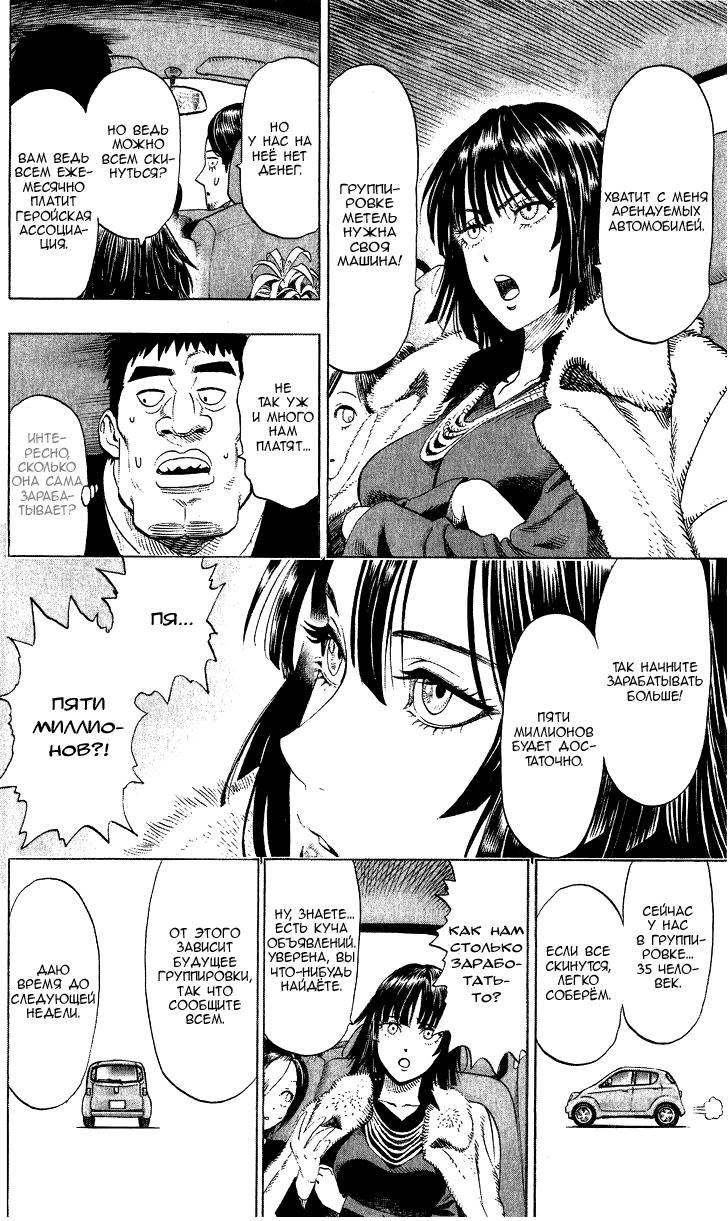 ХВАТИТ С МЕНЯ
АРЕНДУЕМЫХ
АВТОМОБИЛЕЙ.
ГРУППИ-
РОВКЕ
МЕТЕЛЬ
НУЖНА
СВОЯ
МАШИНА!
НО
У НАС НА
НЕЁ НЕТ
ДЕНЕГ.
НО ВЕДЬ
МОЖНО
ВСЕМ СКИ-
НУТЬСЯ?
ВАМ ВЕДЬ
ВСЕМ ЕЖЕ-
МЕСЯЧНО
ПЛАТИТ
ГЕРОЙСКАЯ
АССОЦИА-
ЦИЯ.
НЕ
ТАК УЖ
И МНОГО
НАМ
ПЛАТЯТ...
ИНТЕ-
РЕСНО,
СКОЛЬКО
ОНА САМА
ЗАРАБА-
ТЫВАЕТ?
ТАК НАЧНИТЕ
ЗАРАБАТЫВАТЬ
БОЛЬШЕ!
ПЯТИ
МИЛЛИОНОВ
БУДЕТ ДОС-
ТАТОЧНО.
ПЯ...
ПЯТИ
МИЛЛИО-
НОВ?!
СЕЙЧАС
У НАС
В ГРУППИ-
РОВКЕ...
35 ЧЕЛО-
ВЕК.
ЕСЛИ ВСЕ
СКИНУТСЯ,
ЛЕГКО
СОБЕРЁМ.
КАК НАМ
СТОЛЬКО
ЗАРАБО-
ТАТЬ-
ТО?
НУ, ЗНАЕТЕ...
ЕСТЬ КУЧА
ОБЪЯВЛЕНИЙ.
УВЕРЕНА, ВЫ
ЧТО-НИБУДЬ
НАЙДЁТЕ.
ОТ ЭТОГО
ЗАВИСИТ
БУДУЩЕЕ
ГРУППИРОВКИ,
ТАК ЧТО
СООБЩИТЕ
ВСЕМ.
ДАЮ
ВРЕМЯ ДО
СЛЕДУЮЩЕЙ
НЕДЕЛИ.